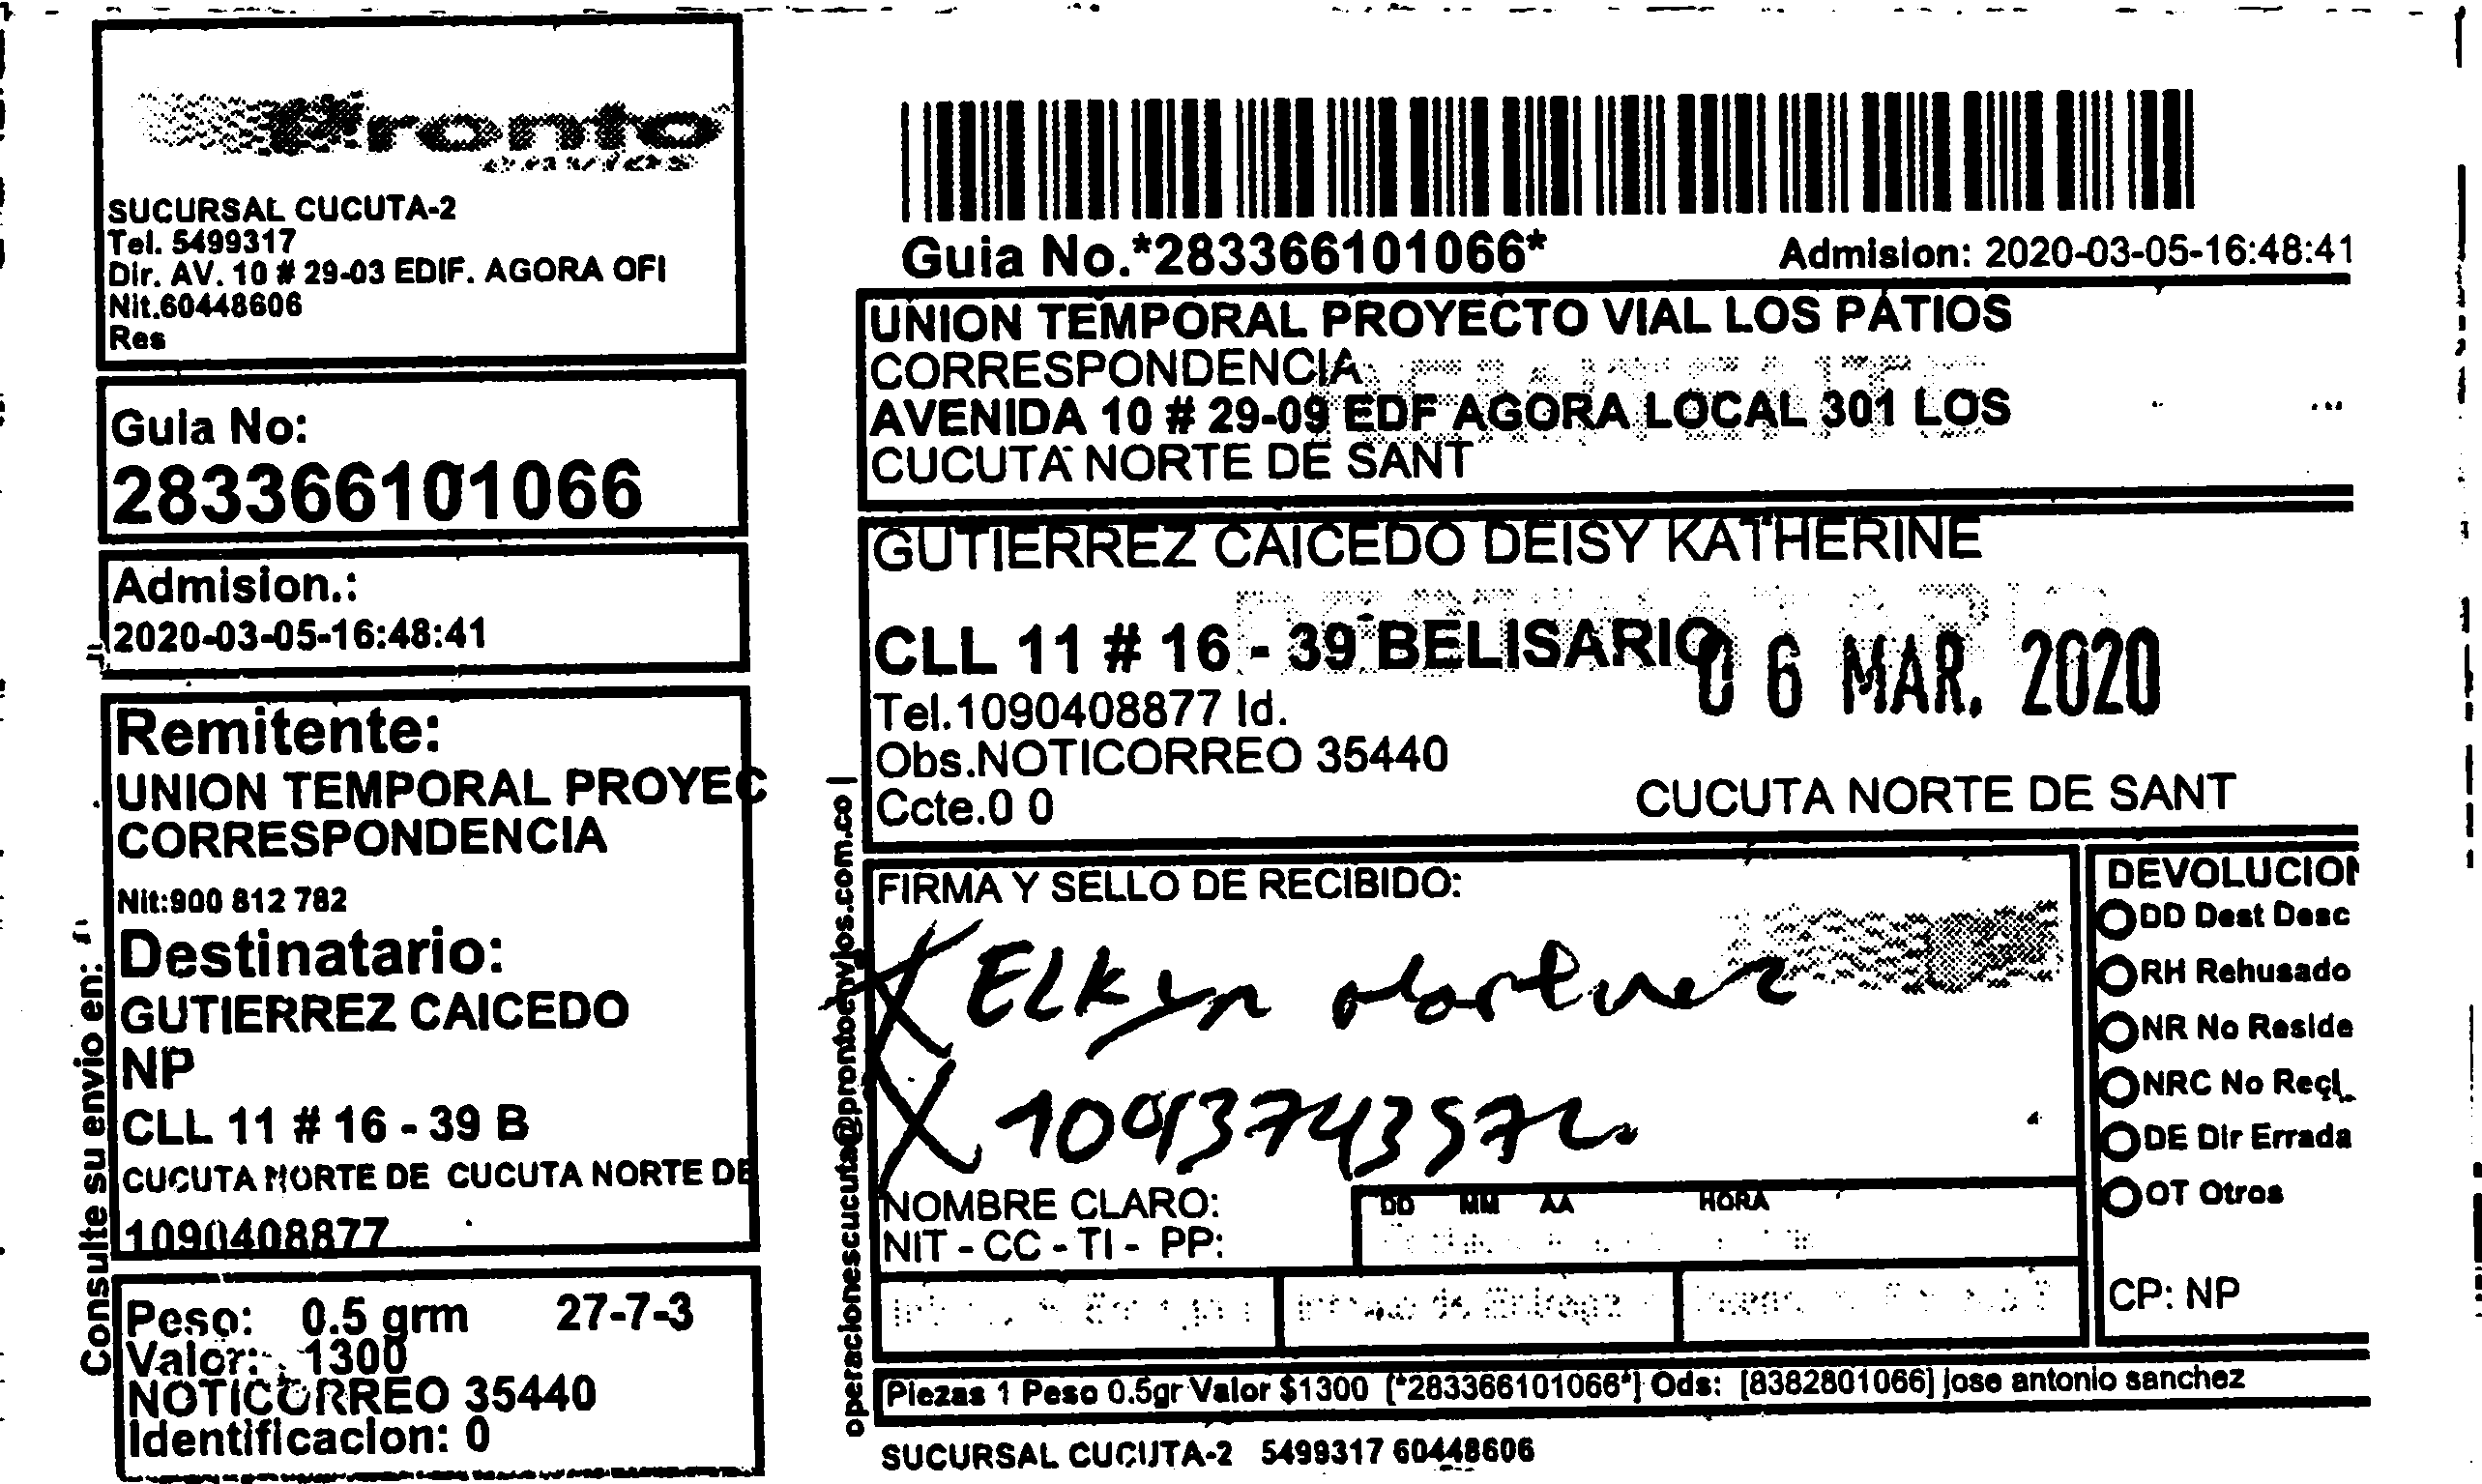 Pronto
SUCURSAL CUCUTA-2
Tel. 5499317
Dir. AV. 10 # 29-03 EDIF. AGORA OFI
Nit.60448606
Res
Guia No:
283366101066
Admision.:
2020-03-05-16:48:41
Remitente:
UNION TEMPORAL PROYEC
CORRESPONDENCIA
Nit:900 812 782
Destinatario:
GUTIERREZ CAICEDO
NP
CLL 11 # 16 - 39 B
CUCUTA NORTE DE CUCUTA NORTE DE
1090408877
Peso: 0.5 grm 27-7-3
Valor: 1300
NOTICORREO 35440
Identificacion: 0
Consulte su envio en:
Guia No.*283366101066*
Admision: 2020-03-05-16:48:41
UNION TEMPORAL PROYECTO VIAL LOS PATIOS
CORRESPONDENCIA
AVENIDA 10 # 29-09 EDF AGORA LOCAL 301 LOS
CUCUTA NORTE DE SANT
GUTIERREZ CAICEDO DEISY KATHERINE
CLL 11 # 16 - 39 BELISARIO
06 MAR. 2020
Tel.1090408877 Id.
Obs.NOTICORREO 35440
Ccte.0 0
CUCUTA NORTE DE SANT
operacionescucuta@prontoenvios.com.co |
FIRMA Y SELLO DE RECIBIDO:
X Elkyn Martinez
X 1093743972
NOMBRE CLARO:
NIT - CC - TI - PP:
DD MM AA HORA
DEVOLUCION
DD Dest Desc
RH Rehusado
NR No Reside
NRC No Recl
DE Dir Errada
OT Otros
CP: NP
Piezas 1 Peso 0.5gr Valor $1300 [*283366101066*] Ods: [8382801066] jose antonio sanchez
SUCURSAL CUCUTA-2 5499317 60448606